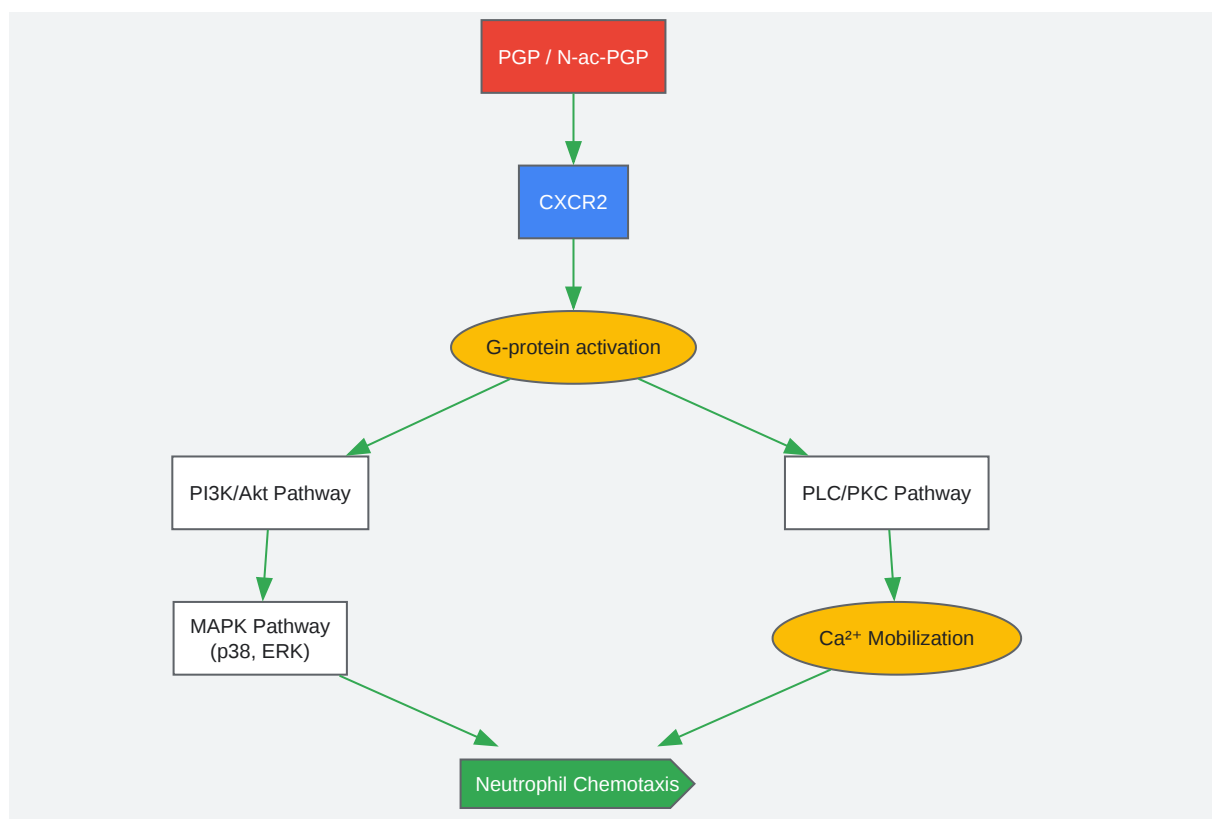 PGP / N-ac-PGP
CXCR2
G-protein activation
PI3K/Akt Pathway
PLC/PKC Pathway
MAPK Pathway
(p38, ERK)
Ca²⁺ Mobilization
Neutrophil Chemotaxis